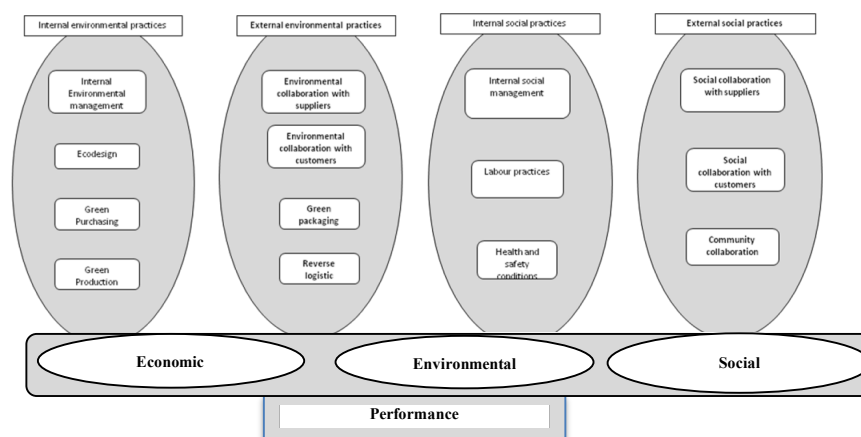 Internal environmental practices
Internal
Environmental
management
Ecodesign
Green
Purchasing
Green
Production
External environmental practices
Environmental
collaboration with
suppliers
Environmental
collaboration with
customers
Green
packaging
Reverse
logistic
Internal social practices
Internal social
management
Labour practices
Health and
safety
conditions
External social practices
Social collaboration
with suppliers
Social
collaboration with
customers
Community
collaboration
Economic
Environmental
Social
Performance